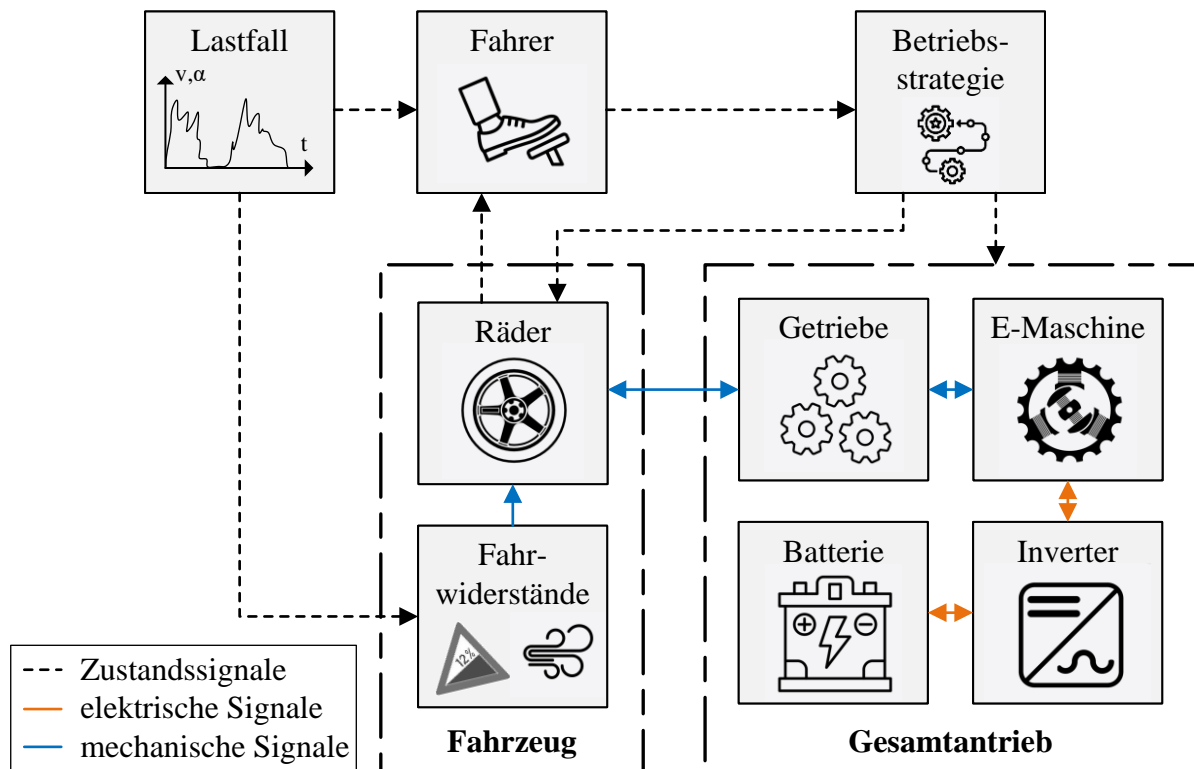 Lastfall
v,α
t
Fahrer
Betriebs-
strategie
Räder
Getriebe
E-Maschine
Fahr-
widerstände
12%
Batterie
Inverter
Zustandssignale
elektrische Signale
mechanische Signale
Fahrzeug
Gesamtantrieb